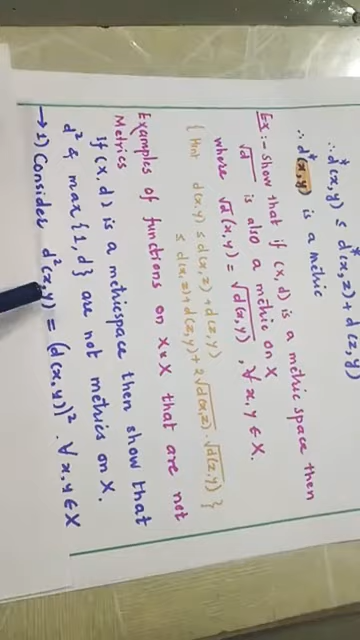 ∴ d*(x,y) ≤ d*(x,z) + d*(z,y)
∴ d*(x,y) is a metric
Ex:- Show that if (X,d) is a metric space then
√d is also a metric on X
where √d(x,y) = √d(x,y), ∀ x,y ∈ X.
{ Hint d(x,y) ≤ d(x,z) + d(z,y)
≤ d(x,z) + d(z,y) + 2√d(x,z) . √d(z,y) }
Examples of functions on X×X that are not
Metrics
If (X,d) is a metric space then show that
d² & max{1,d} are not metrics on X.
→ 1) Consider d²(x,y) = (d(x,y))². ∀ x,y ∈ X